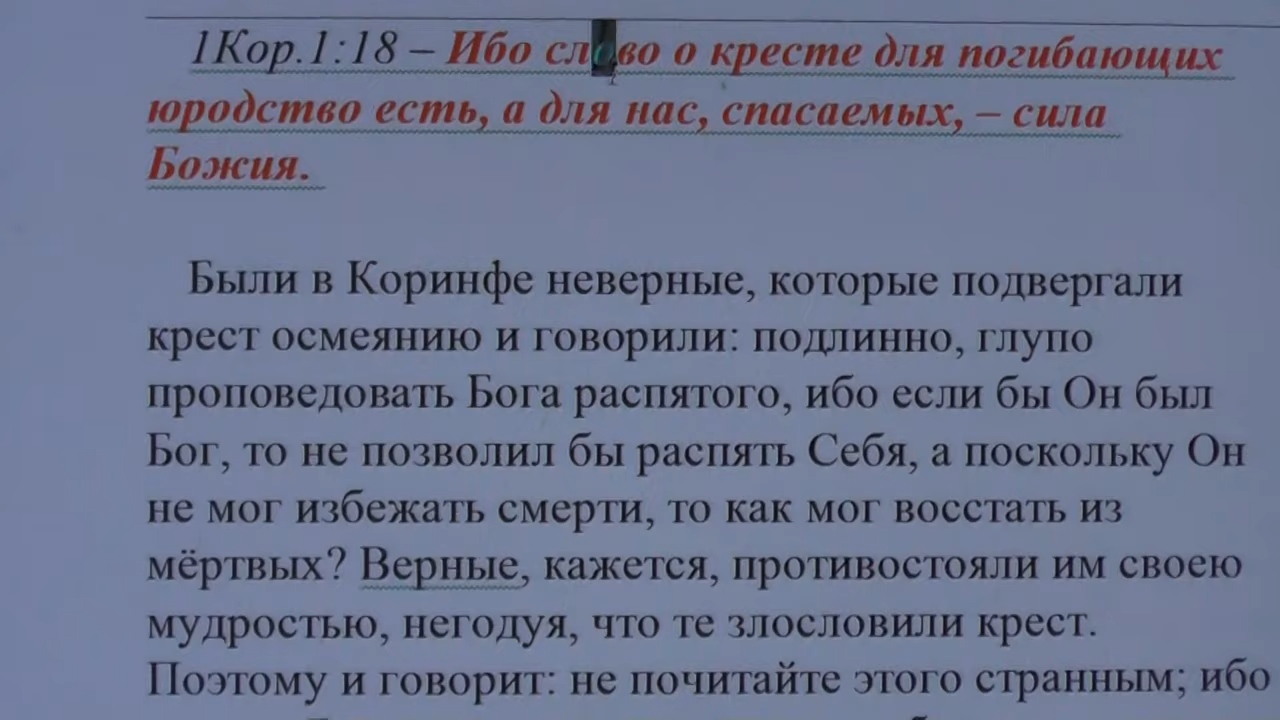 1Кор.1:18 – Ибо слово о кресте для погибающих
юродство есть, а для нас, спасаемых, – сила
Божия.
Были в Коринфе неверные, которые подвергали
крест осмеянию и говорили: подлинно, глупо
проповедовать Бога распятого, ибо если бы Он был
Бог, то не позволил бы распять Себя, а поскольку Он
не мог избежать смерти, то как мог восстать из
мёртвых? Верные, кажется, противостояли им своею
мудростью, негодуя, что те злословили крест.
Поэтому и говорит: не почитайте этого странным; ибо